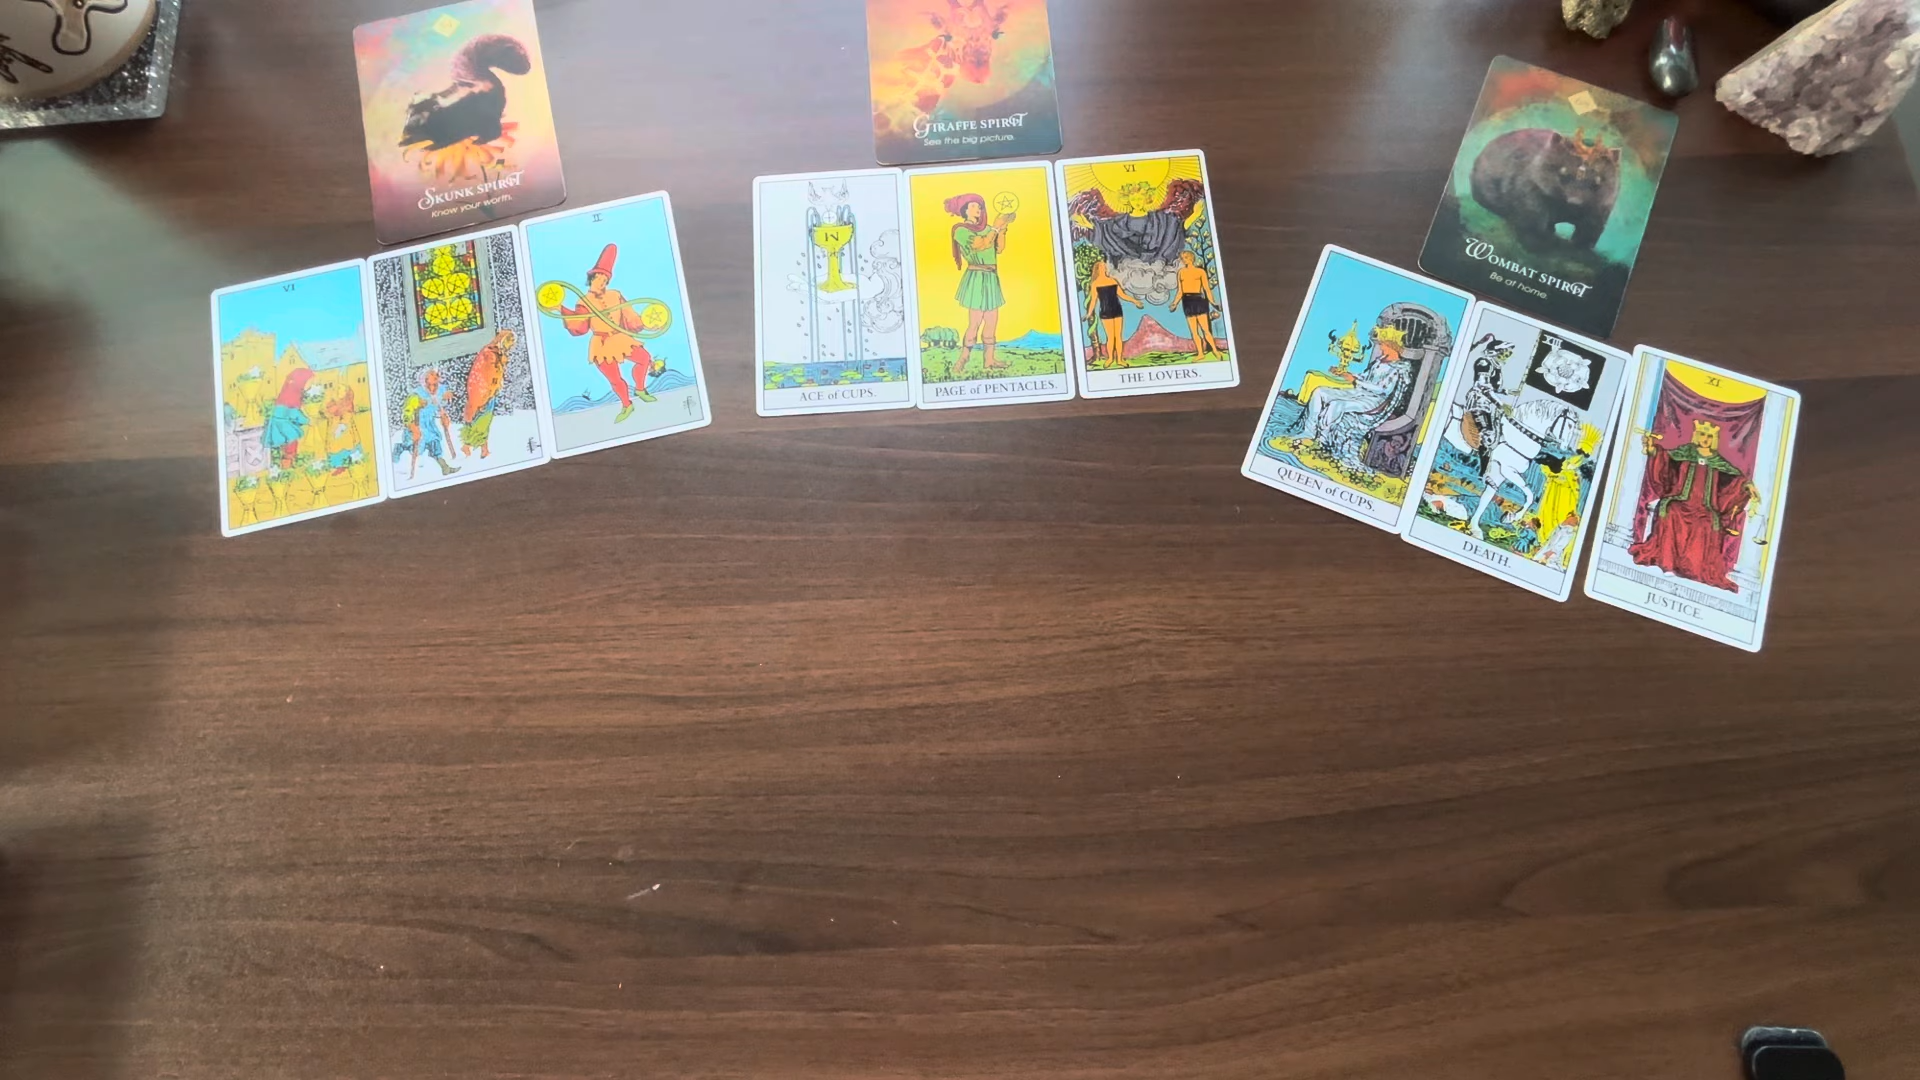 SKUNK SPIRIT
Know your worth.
VI
II
GIRAFFE SPIRIT
See the big picture.
ACE of CUPS.
PAGE of PENTACLES.
VI
THE LOVERS.
WOMBAT SPIRIT
Be at home.
QUEEN of CUPS.
XIII
DEATH.
XI
JUSTICE.